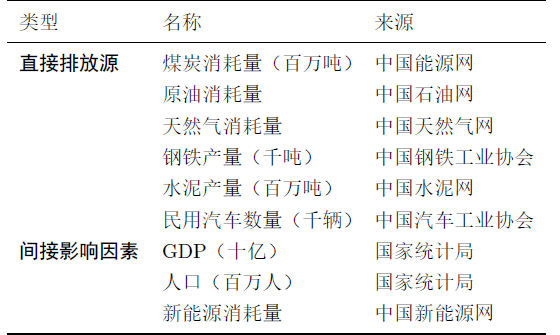 类型 名称 来源
直接排放源 煤炭消耗量（百万吨） 中国能源网
原油消耗量 中国石油网
天然气消耗量 中国天然气网
钢铁产量（千吨） 中国钢铁工业协会
水泥产量（百万吨） 中国水泥网
民用汽车数量（千辆） 中国汽车工业协会
间接影响因素 GDP（十亿） 国家统计局
人口（百万人） 国家统计局
新能源消耗量 中国新能源网